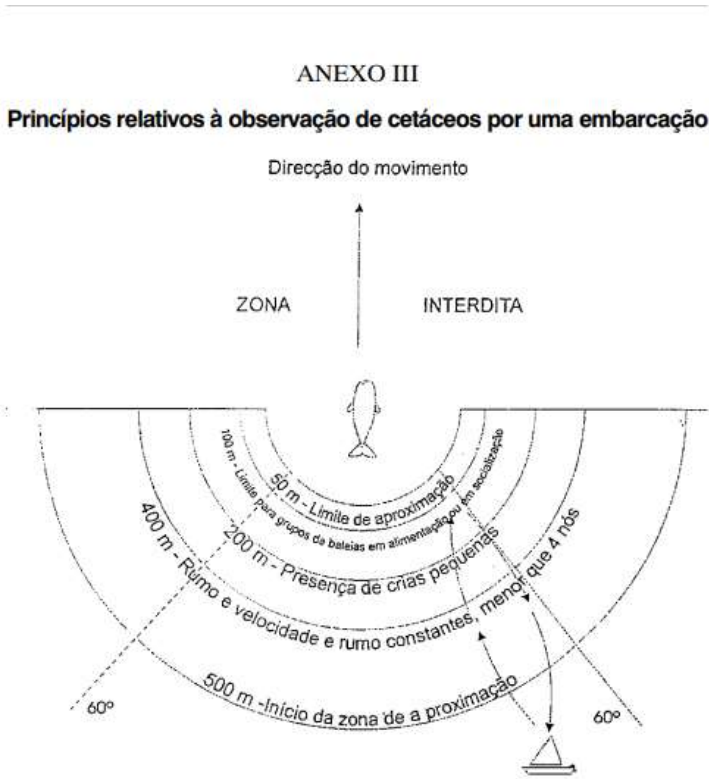 ANEXO III
Princípios relativos à observação de cetáceos por uma embarcação
Direcção do movimento
ZONA INTERDITA
50 m - Limite de aproximação
100 m - Limite para grupos de baleias em alimentação ou em socialização
200 m - Presença de crias pequenas
400 m - Rumo e velocidade e rumo constantes, menor que 4 nós
500 m -Início da zona de a proximação
60º
60º